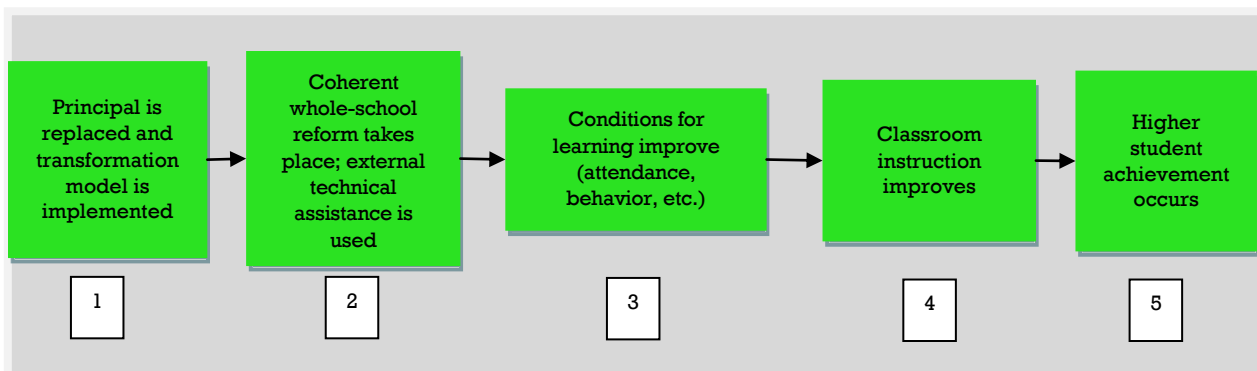 Principal is
replaced and
transformation
model is
implemented
Coherent
whole-school
reform takes
place; external
technical
assistance is
used
Conditions for
learning improve
(attendance,
behavior, etc.)
Classroom
instruction
improves
Higher
student
achievement
occurs
1
2
3
4
5